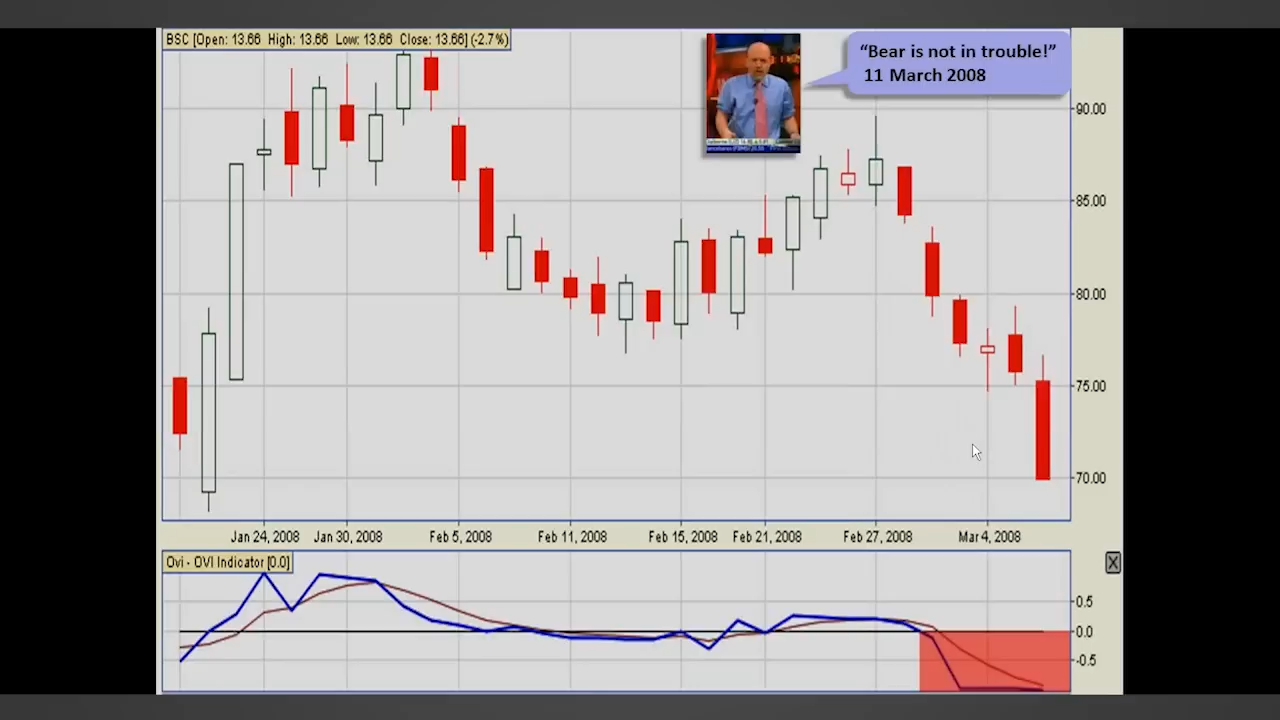 BSC [Open: 13.66 High: 13.66 Low: 13.66 Close: 13.66] (-2.7%)
“Bear is not in trouble!”
11 March 2008
90.00
85.00
80.00
75.00
70.00
Jan 24, 2008 Jan 30, 2008 Feb 5, 2008 Feb 11, 2008 Feb 15, 2008 Feb 21, 2008 Feb 27, 2008 Mar 4, 2008
Ovi - OVI Indicator [0.0]
X
0.5
0.0
-0.5